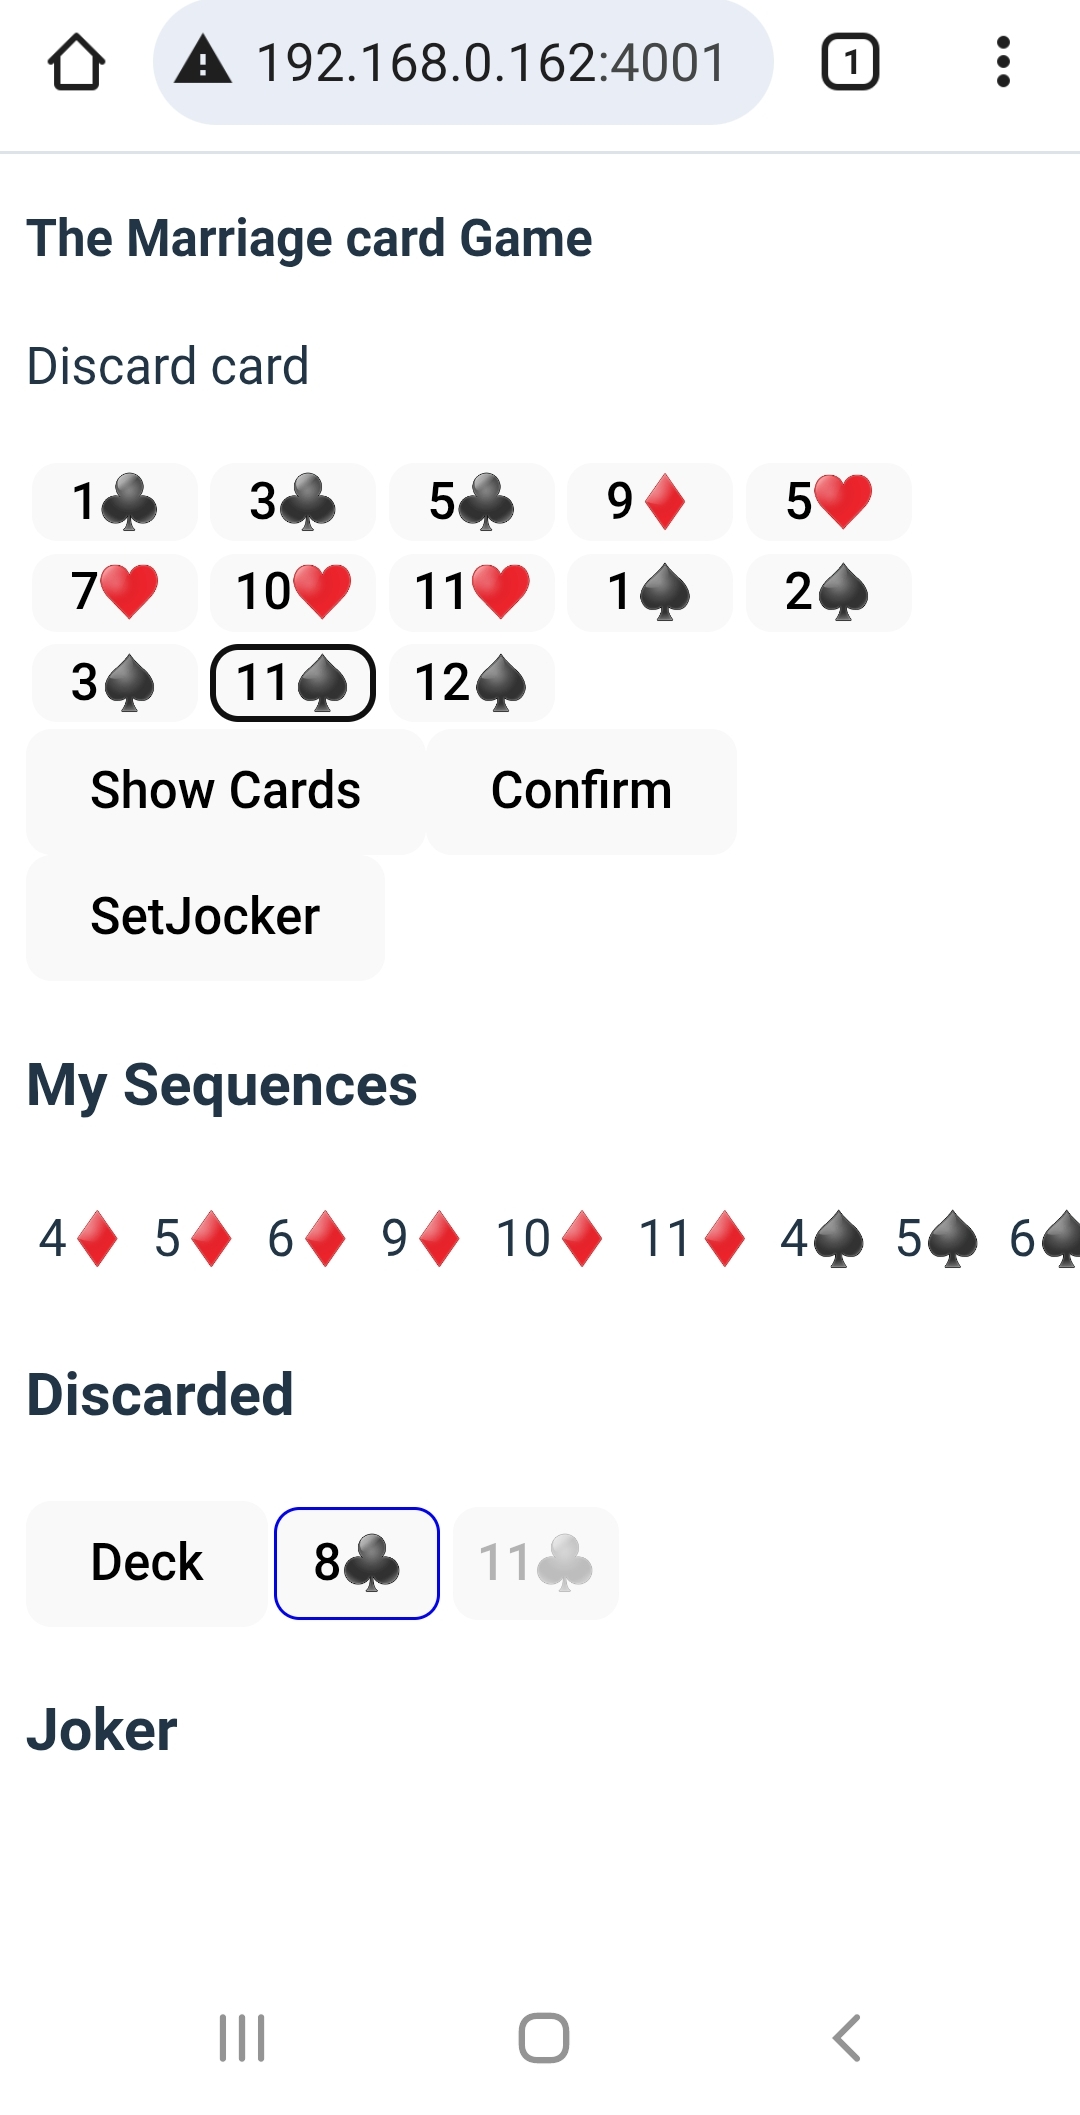 192.168.0.162:4001 1
The Marriage card Game
Discard card
1♣ 3♣ 5♣ 9♦ 5♥
7♥ 10♥ 11♥ 1♠ 2♠
3♠ 11♠ 12♠
Show Cards Confirm
SetJocker
My Sequences
4♦ 5♦ 6♦ 9♦ 10♦ 11♦ 4♠ 5♠ 6♠
Discarded
Deck 8♣ 11♣
Joker